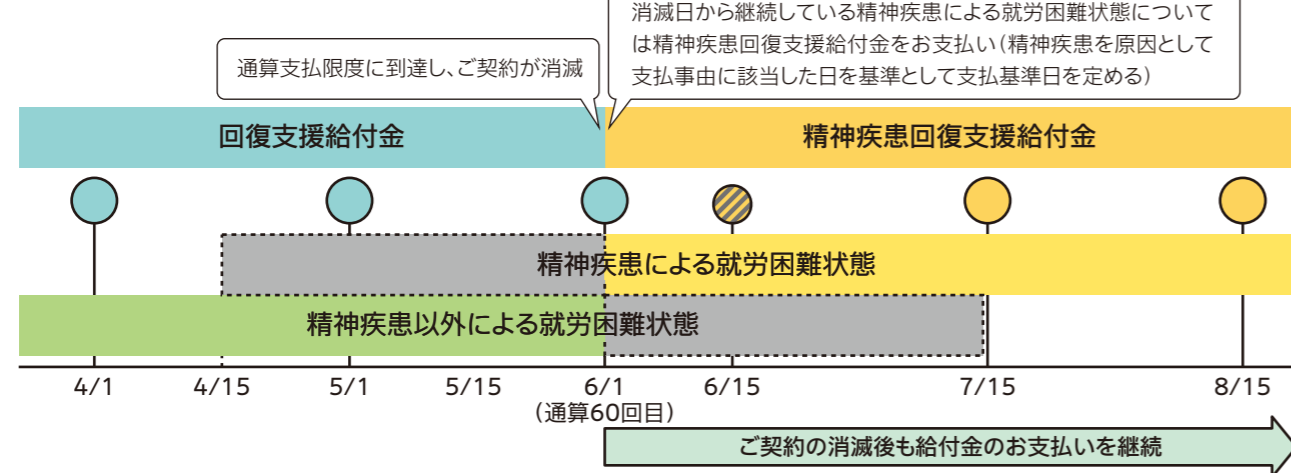 消滅日から継続している精神疾患による就労困難状態について
は精神疾患回復支援給付金をお支払い(精神疾患を原因として
支払事由に該当した日を基準として支払基準日を定める)
通算支払限度に到達し、ご契約が消滅
回復支援給付金
精神疾患回復支援給付金
精神疾患による就労困難状態
精神疾患以外による就労困難状態
4/1
4/15
5/1
5/15
6/1
6/15
7/15
8/15
(通算60回目)
ご契約の消滅後も給付金のお支払いを継続